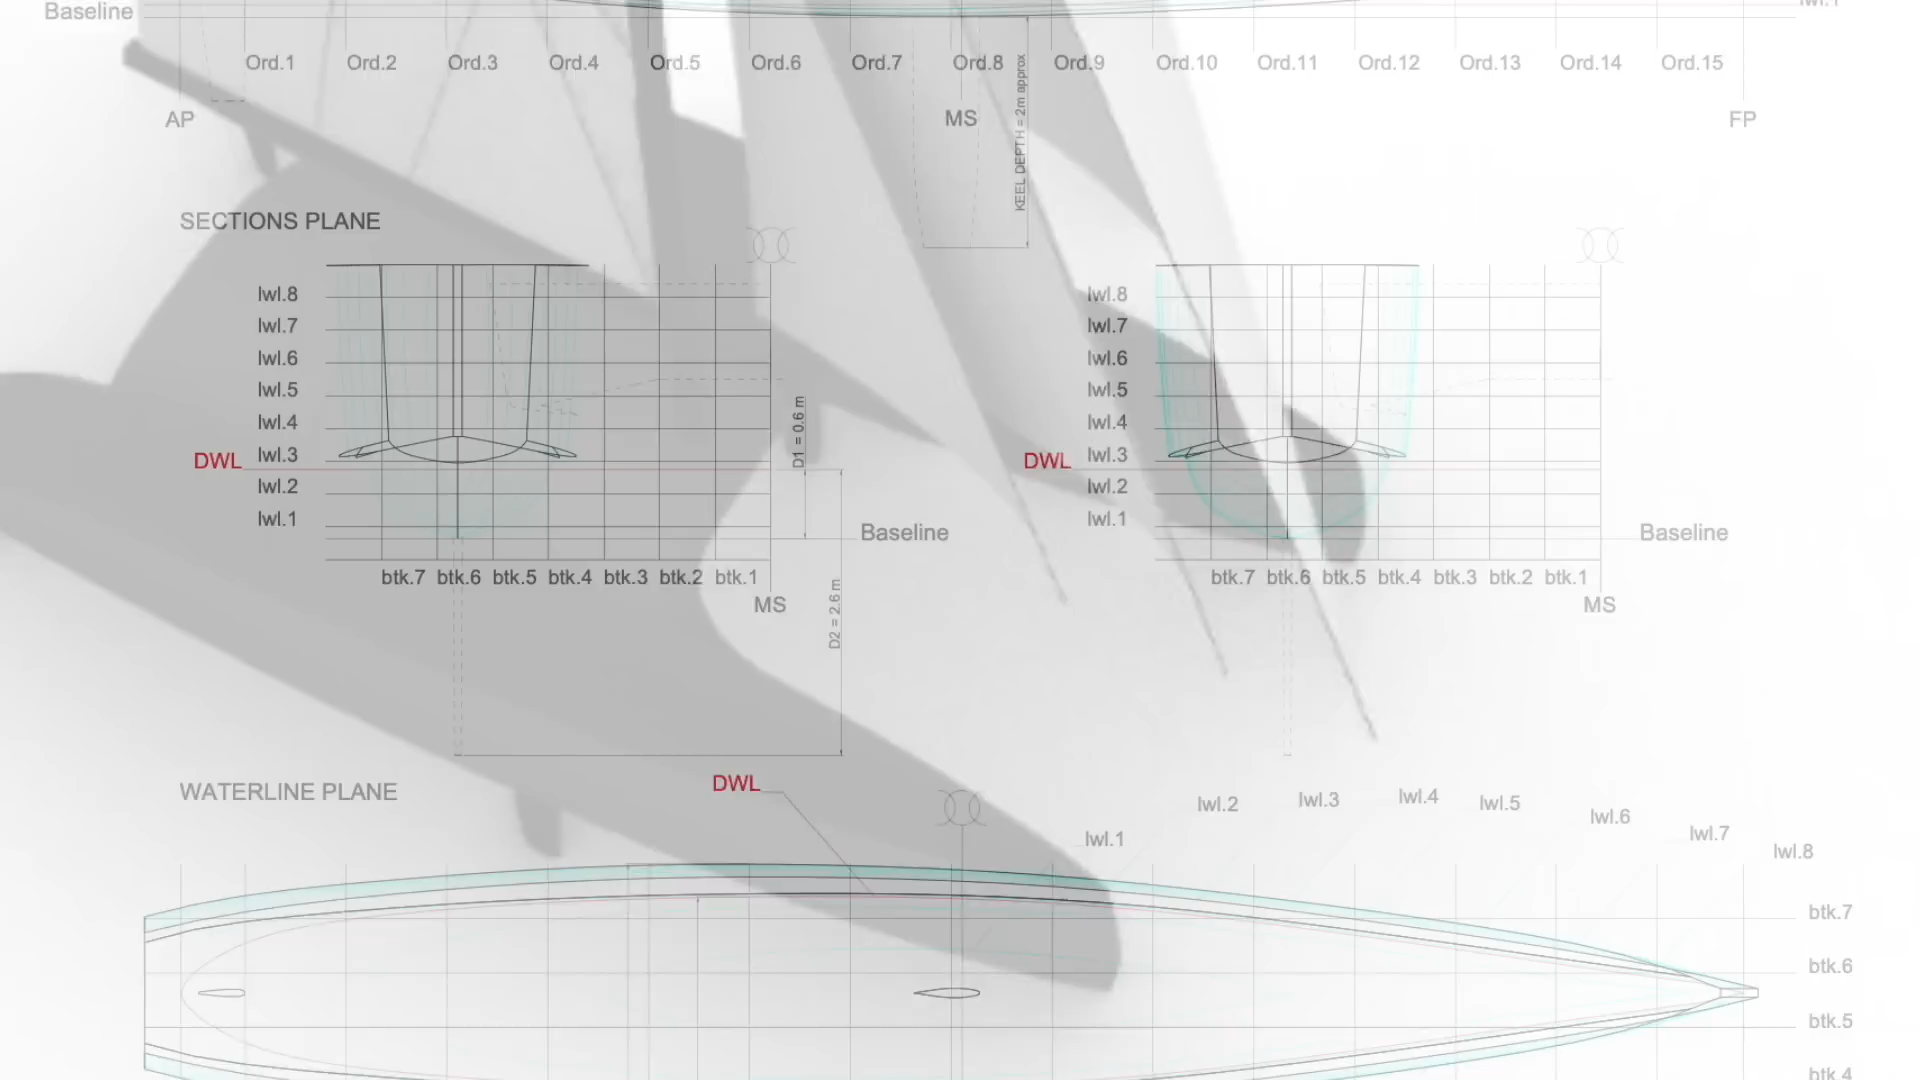 lwl.1
Baseline
Ord.1 Ord.2 Ord.3 Ord.4 Ord.5 Ord.6 Ord.7 Ord.8 Ord.9 Ord.10 Ord.11 Ord.12 Ord.13 Ord.14 Ord.15
AP MS FP
KEEL DEPTH = 2m approx
SECTIONS PLANE
lwl.8
lwl.7
lwl.6
lwl.5
lwl.4
lwl.3
DWL
lwl.2
lwl.1
D1 = 0.6 m
Baseline
btk.7 btk.6 btk.5 btk.4 btk.3 btk.2 btk.1
MS
D2 = 2.6 m
lwl.8
lwl.7
lwl.6
lwl.5
lwl.4
lwl.3
DWL
lwl.2
lwl.1
Baseline
btk.7 btk.6 btk.5 btk.4 btk.3 btk.2 btk.1
MS
WATERLINE PLANE
DWL
lwl.1
lwl.2
lwl.3
lwl.4
lwl.5
lwl.6
lwl.7
lwl.8
btk.7
btk.6
btk.5
btk.4